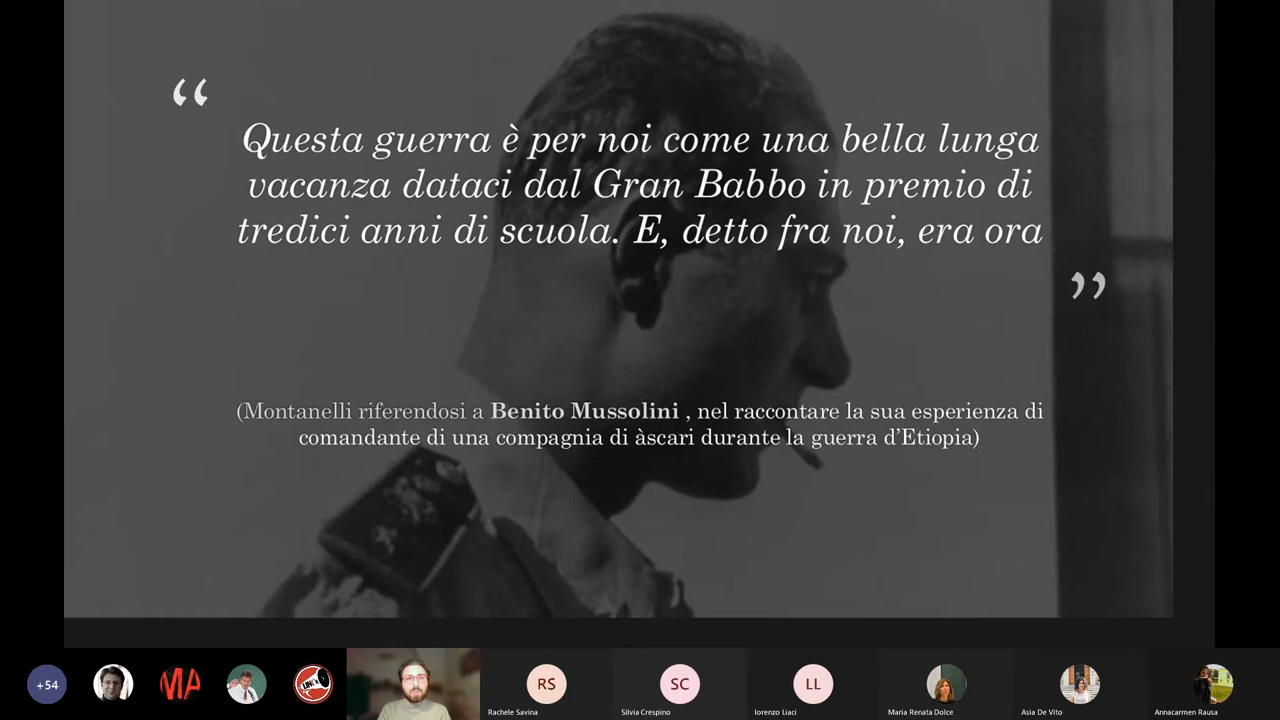 “
Questa guerra è per noi come una bella lunga
vacanza dataci dal Gran Babbo in premio di
tredici anni di scuola. E, detto fra noi, era ora
”
(Montanelli riferendosi a Benito Mussolini , nel raccontare la sua esperienza di
comandante di una compagnia di àscari durante la guerra d’Etiopia)
+54
MA
RS
SC
LL
Rachele Savina
Silvia Crespino
lorenzo Liaci
Maria Renata Dolce
Asia De Vito
Annacarmen Rausa